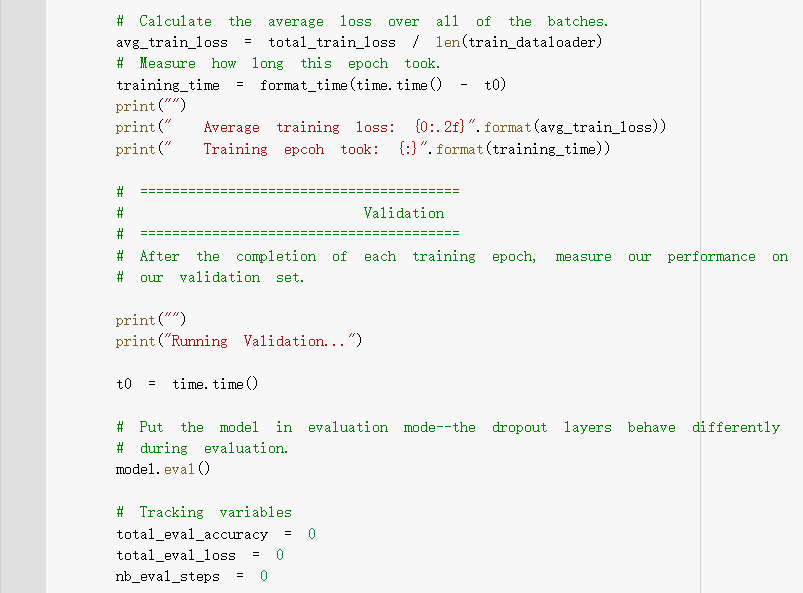 # Calculate the average loss over all of the batches.
avg_train_loss = total_train_loss / len(train_dataloader)
# Measure how long this epoch took.
training_time = format_time(time.time() - t0)
print("")
print("  Average training loss: {0:.2f}".format(avg_train_loss))
print("  Training epcoh took: {:}".format(training_time))
# ========================================
#               Validation
# ========================================
# After the completion of each training epoch, measure our performance on
# our validation set.
print("")
print("Running Validation...")
t0 = time.time()
# Put the model in evaluation mode--the dropout layers behave differently
# during evaluation.
model.eval()
# Tracking variables
total_eval_accuracy = 0
total_eval_loss = 0
nb_eval_steps = 0